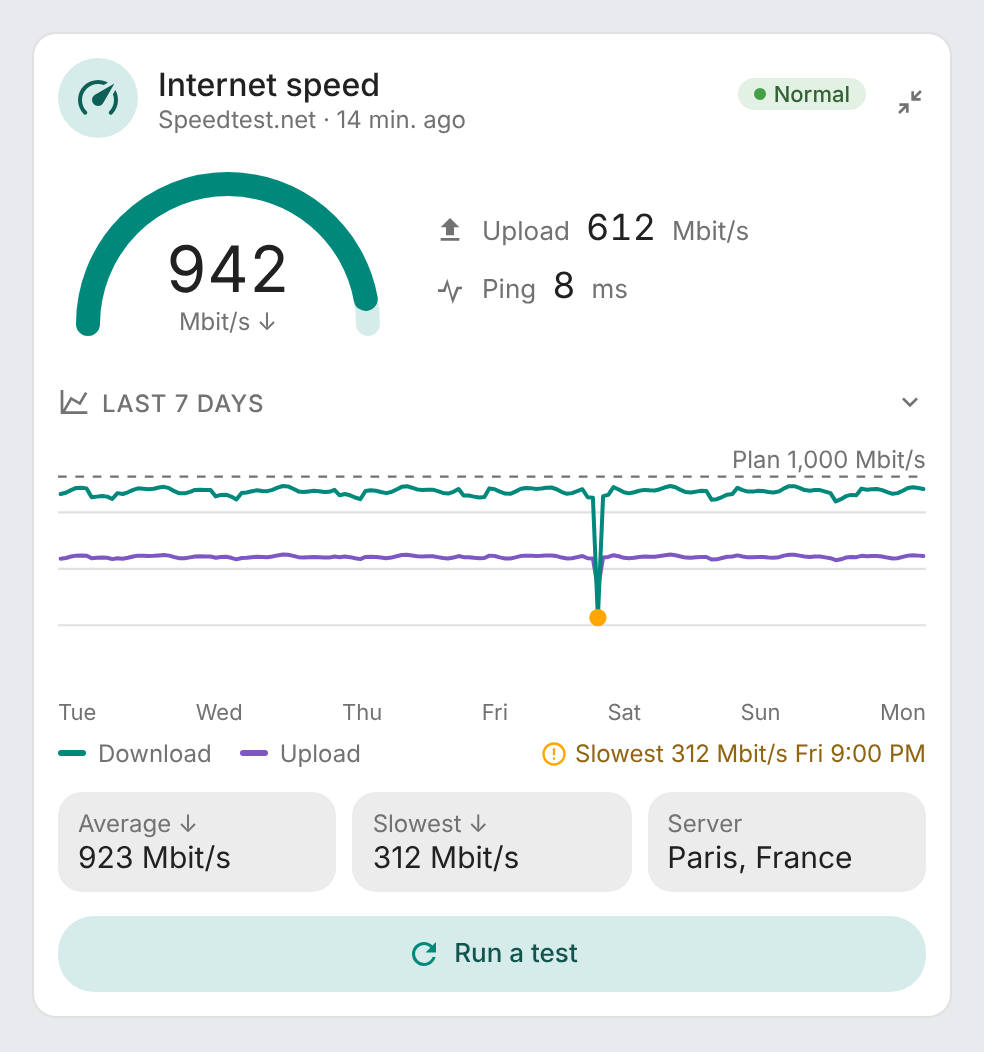 Internet speed
Speedtest.net · 14 min. ago
Normal
942
Mbit/s ↓
Upload 612 Mbit/s
Ping 8 ms
LAST 7 DAYS
Plan 1,000 Mbit/s
Tue Wed Thu Fri Sat Sun Mon
Download Upload Slowest 312 Mbit/s Fri 9:00 PM
Average ↓
923 Mbit/s
Slowest ↓
312 Mbit/s
Server
Paris, France
Run a test